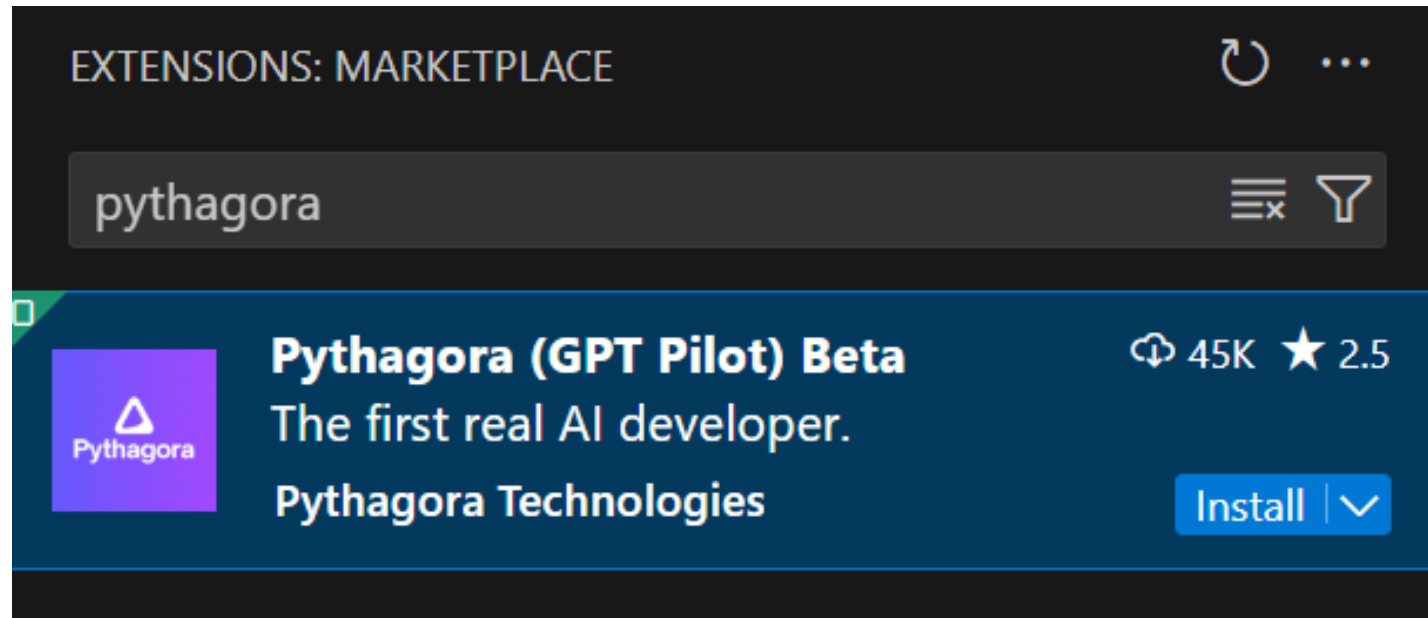 EXTENSIONS: MARKETPLACE
pythagora
Pythagora (GPT Pilot) Beta 45K ★ 2.5
The first real AI developer.
Pythagora
Pythagora Technologies Install